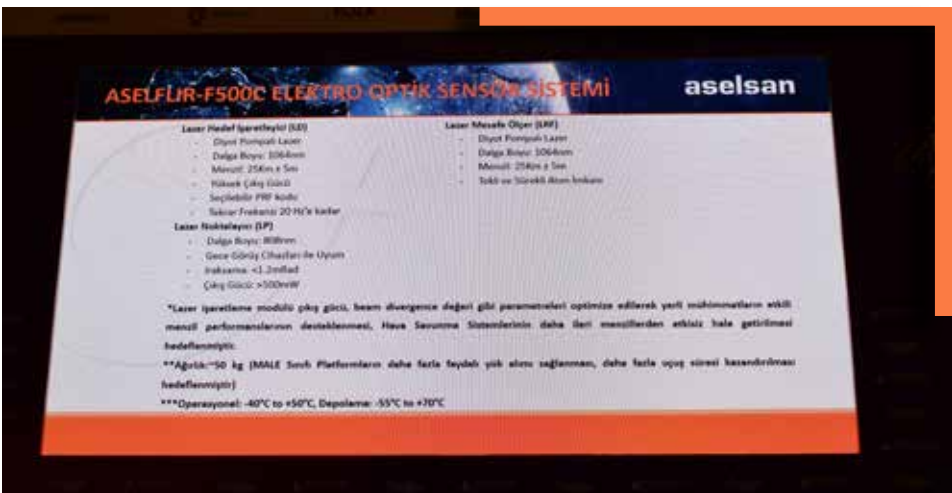 ASELFLIR-F500C ELEKTRO OPTİK SENSÖR SİSTEMİ
aselsan
Lazer Hedef İşaretleyici (LD)
- Diyot Pompalı Lazer
- Dalga Boyu: 1064nm
- Menzil: 25Km ± 5m
- Yüksek Çıkış Gücü
- Seçilebilir PRF kodu
- Tekrar Frekansı 20 Hz'e kadar
Lazer Noktalayıcı (LP)
- Dalga Boyu: 808nm
- Gece Görüş Cihazları ile Uyum
- Iraksama: <1.2mRad
- Çıkış Gücü: >500mW
Lazer Mesafe Ölçer (LRF)
- Diyot Pompalı Lazer
- Dalga Boyu: 1064nm
- Menzil: 25Km ± 5m
- Tekli ve Sürekli Atım İmkanı
*Lazer işaretleme modülü çıkış gücü, beam divergence değeri gibi parametreleri optimize edilerek yerli mühimmatların etkili
menzil performanslarının desteklenmesi, Hava Savunma Sistemlerinin daha ileri menzillerden etkisiz hale getirilmesi
hedeflenmiştir.
**Ağırlık:~50 kg (MALE Sınıfı Platformların daha fazla faydalı yük alımı sağlanması, daha fazla uçuş süresi kazandırılması
hedeflenmiştir)
***Operasyonel: -40°C to +50°C, Depolama: -55°C to +70°C